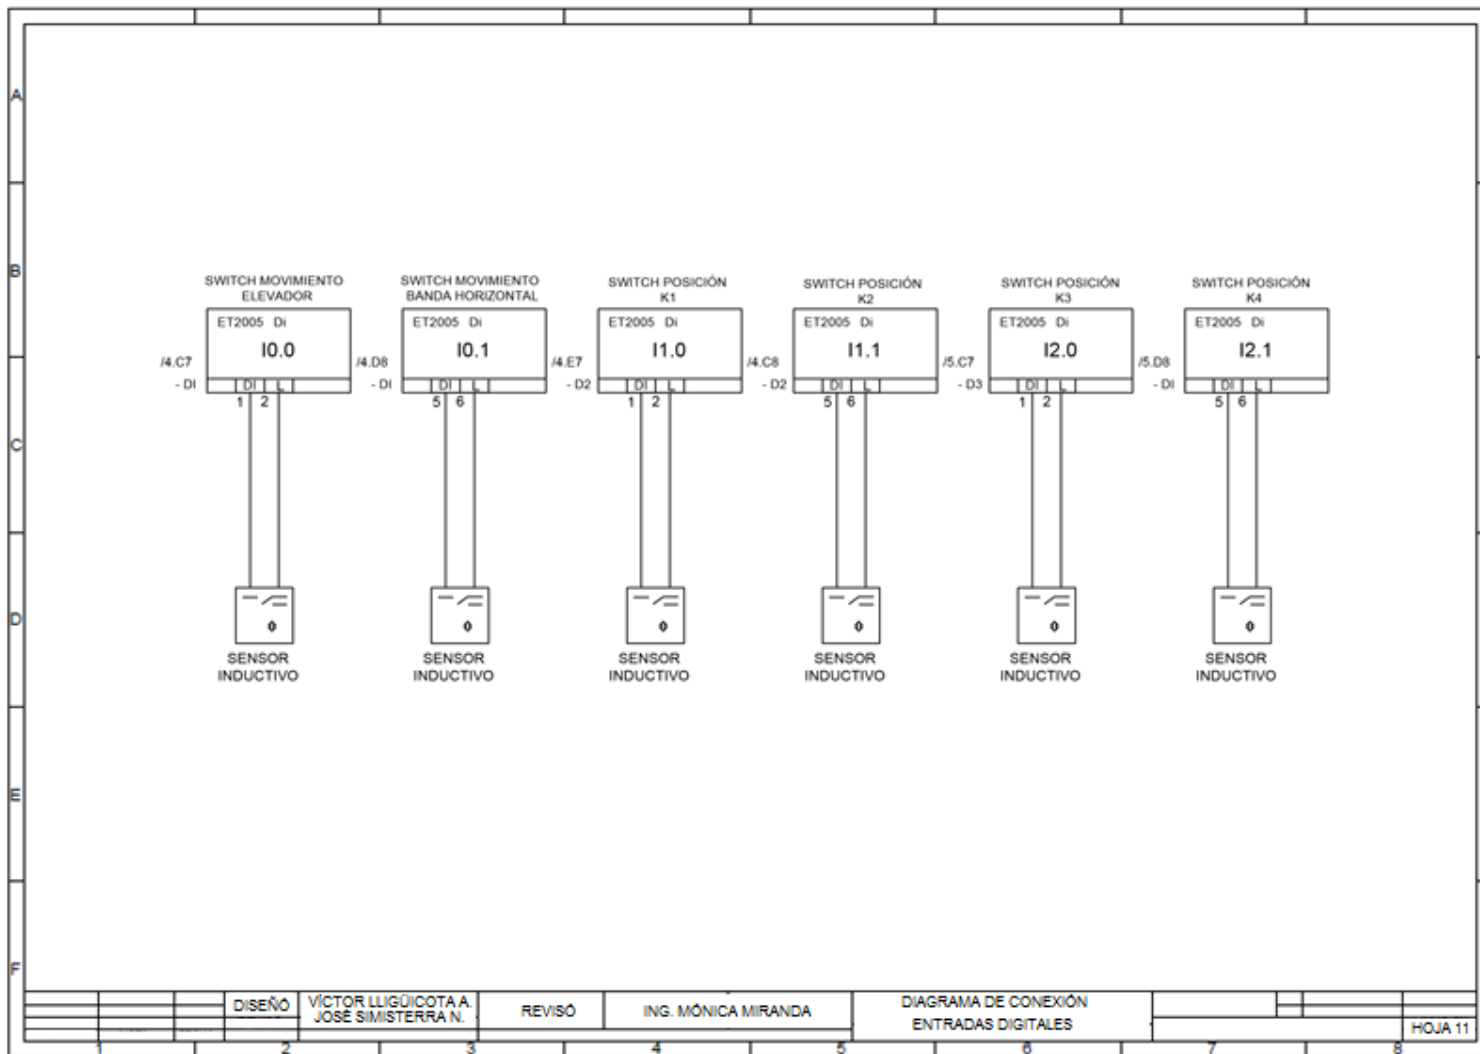 A
B
C
D
E
F
SWITCH MOVIMIENTO
ELEVADOR
ET2005 Di
I0.0
/4.C7
- DI
DI L
1 2
SENSOR
INDUCTIVO
SWITCH MOVIMIENTO
BANDA HORIZONTAL
ET2005 Di
I0.1
/4.D8
- DI
DI L
5 6
SENSOR
INDUCTIVO
SWITCH POSICIÓN
K1
ET2005 Di
I1.0
/4.E7
- D2
DI L
1 2
SENSOR
INDUCTIVO
SWITCH POSICIÓN
K2
ET2005 Di
I1.1
/4.C8
- D2
DI L
5 6
SENSOR
INDUCTIVO
SWITCH POSICIÓN
K3
ET2005 Di
I2.0
/5.C7
- D3
DI L
1 2
SENSOR
INDUCTIVO
SWITCH POSICIÓN
K4
ET2005 Di
I2.1
/5.D8
- DI
DI L
5 6
SENSOR
INDUCTIVO
DISEÑO
VÍCTOR LLIGÜICOTA A.
JOSÉ SIMISTERRA N.
REVISÓ
ING. MÓNICA MIRANDA
DIAGRAMA DE CONEXIÓN
ENTRADAS DIGITALES
HOJA 11
1 2 3 4 5 6 7 8